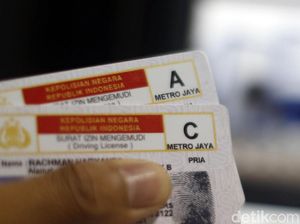 KEPOLISIAN NEGARA
REPUBLIK INDONESIA
SURAT IZIN MENGEMUDI
A
METRO JAYA
KEPOLISIAN NEGARA
REPUBLIK INDONESIA
SURAT IZIN MENGEMUDI
(Driving License)
C
METRO JAYA
RACHMAN
PRIA
detikcom